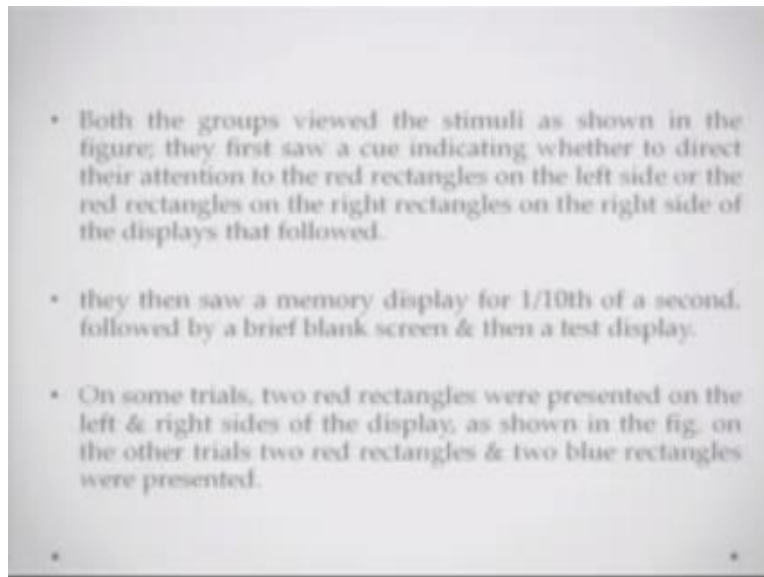 • Both the groups viewed the stimuli as shown in the
figure; they first saw a cue indicating whether to direct
their attention to the red rectangles on the left side or the
red rectangles on the right rectangles on the right side of
the displays that followed.
• they then saw a memory display for 1/10th of a second,
followed by a brief blank screen & then a test display.
• On some trials, two red rectangles were presented on the
left & right sides of the display, as shown in the fig. on
the other trials two red rectangles & two blue rectangles
were presented.